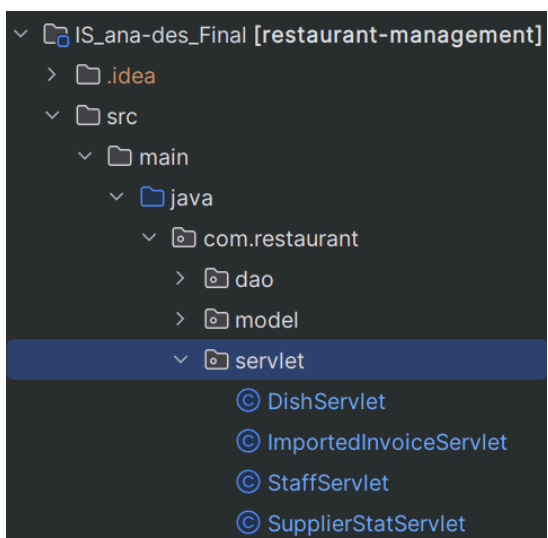 IS_ana-des_Final [restaurant-management]
.idea
src
main
java
com.restaurant
dao
model
servlet
DishServlet
ImportedInvoiceServlet
StaffServlet
SupplierStatServlet